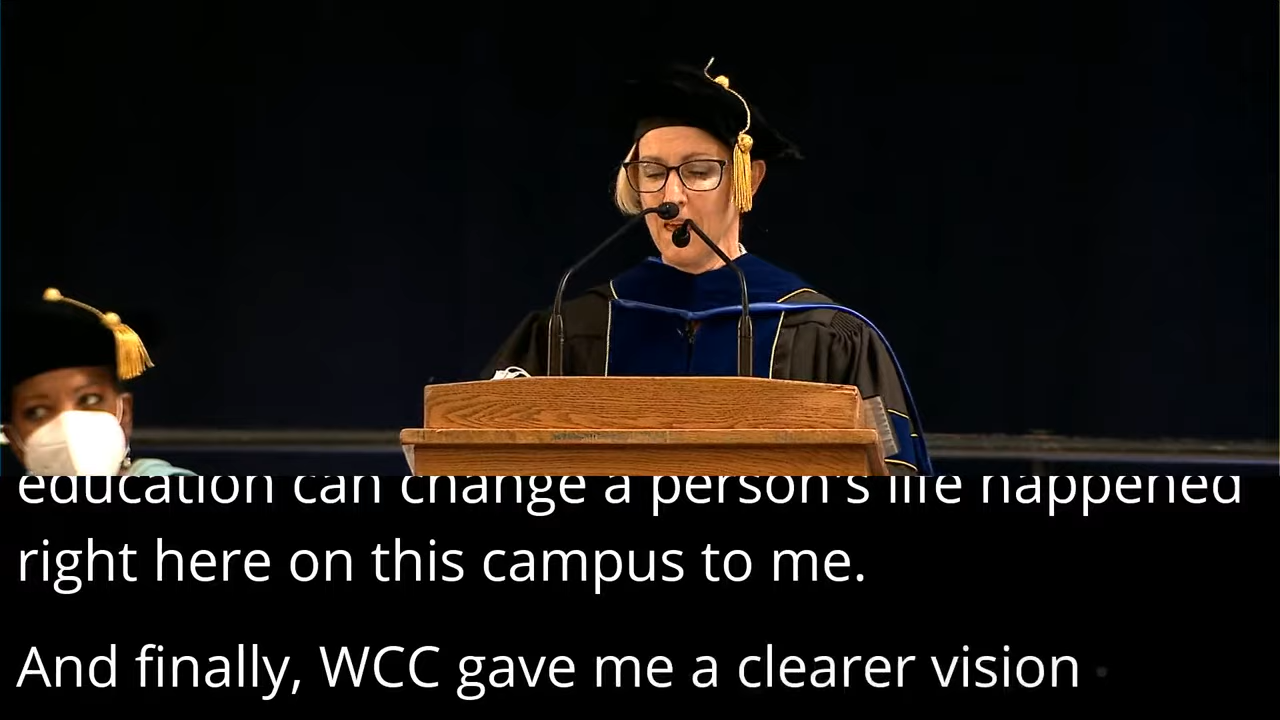 education can change a person's life happened
right here on this campus to me.
And finally, WCC gave me a clearer vision